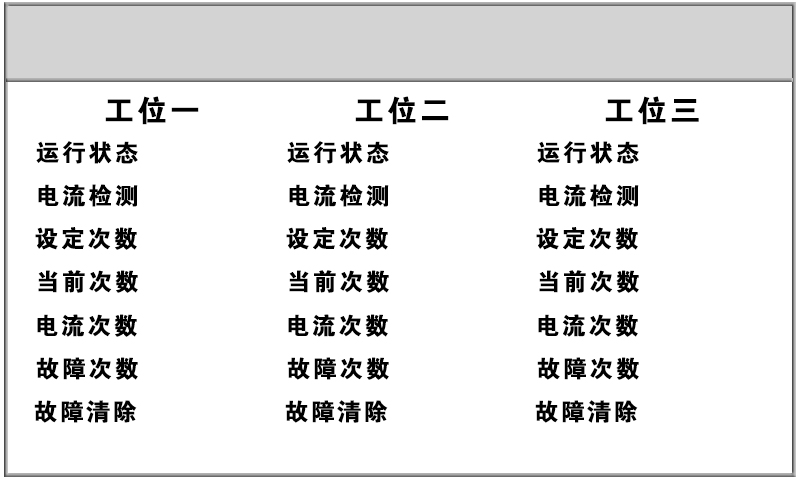 工位一 工位二 工位三
运行状态 运行状态 运行状态
电流检测 电流检测 电流检测
设定次数 设定次数 设定次数
当前次数 当前次数 当前次数
电流次数 电流次数 电流次数
故障次数 故障次数 故障次数
故障清除 故障清除 故障清除